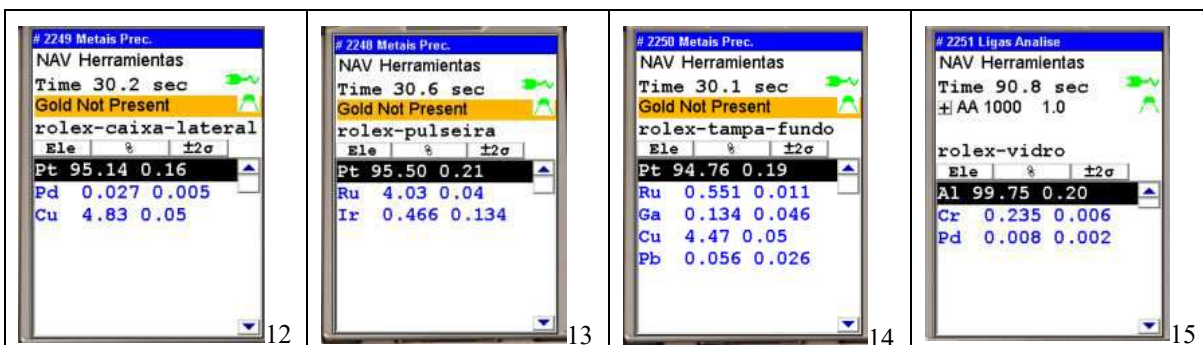 # 2249 Metais Prec.
NAV Herramientas
Time 30.2 sec
Gold Not Present
rolex-caixa-lateral
Ele % ±2σ
Pt 95.14 0.16
Pd 0.027 0.005
Cu 4.83 0.05
12
# 2248 Metais Prec.
NAV Herramientas
Time 30.6 sec
Gold Not Present
rolex-pulseira
Ele % ±2σ
Pt 95.50 0.21
Ru 4.03 0.04
Ir 0.466 0.134
13
# 2250 Metais Prec.
NAV Herramientas
Time 30.1 sec
Gold Not Present
rolex-tampa-fundo
Ele % ±2σ
Pt 94.76 0.19
Ru 0.551 0.011
Ga 0.134 0.046
Cu 4.47 0.05
Pb 0.056 0.026
14
# 2251 Ligas Analise
NAV Herramientas
Time 90.8 sec
+ AA 1000 1.0
rolex-vidro
Ele % ±2σ
Al 99.75 0.20
Cr 0.235 0.006
Pd 0.008 0.002
15